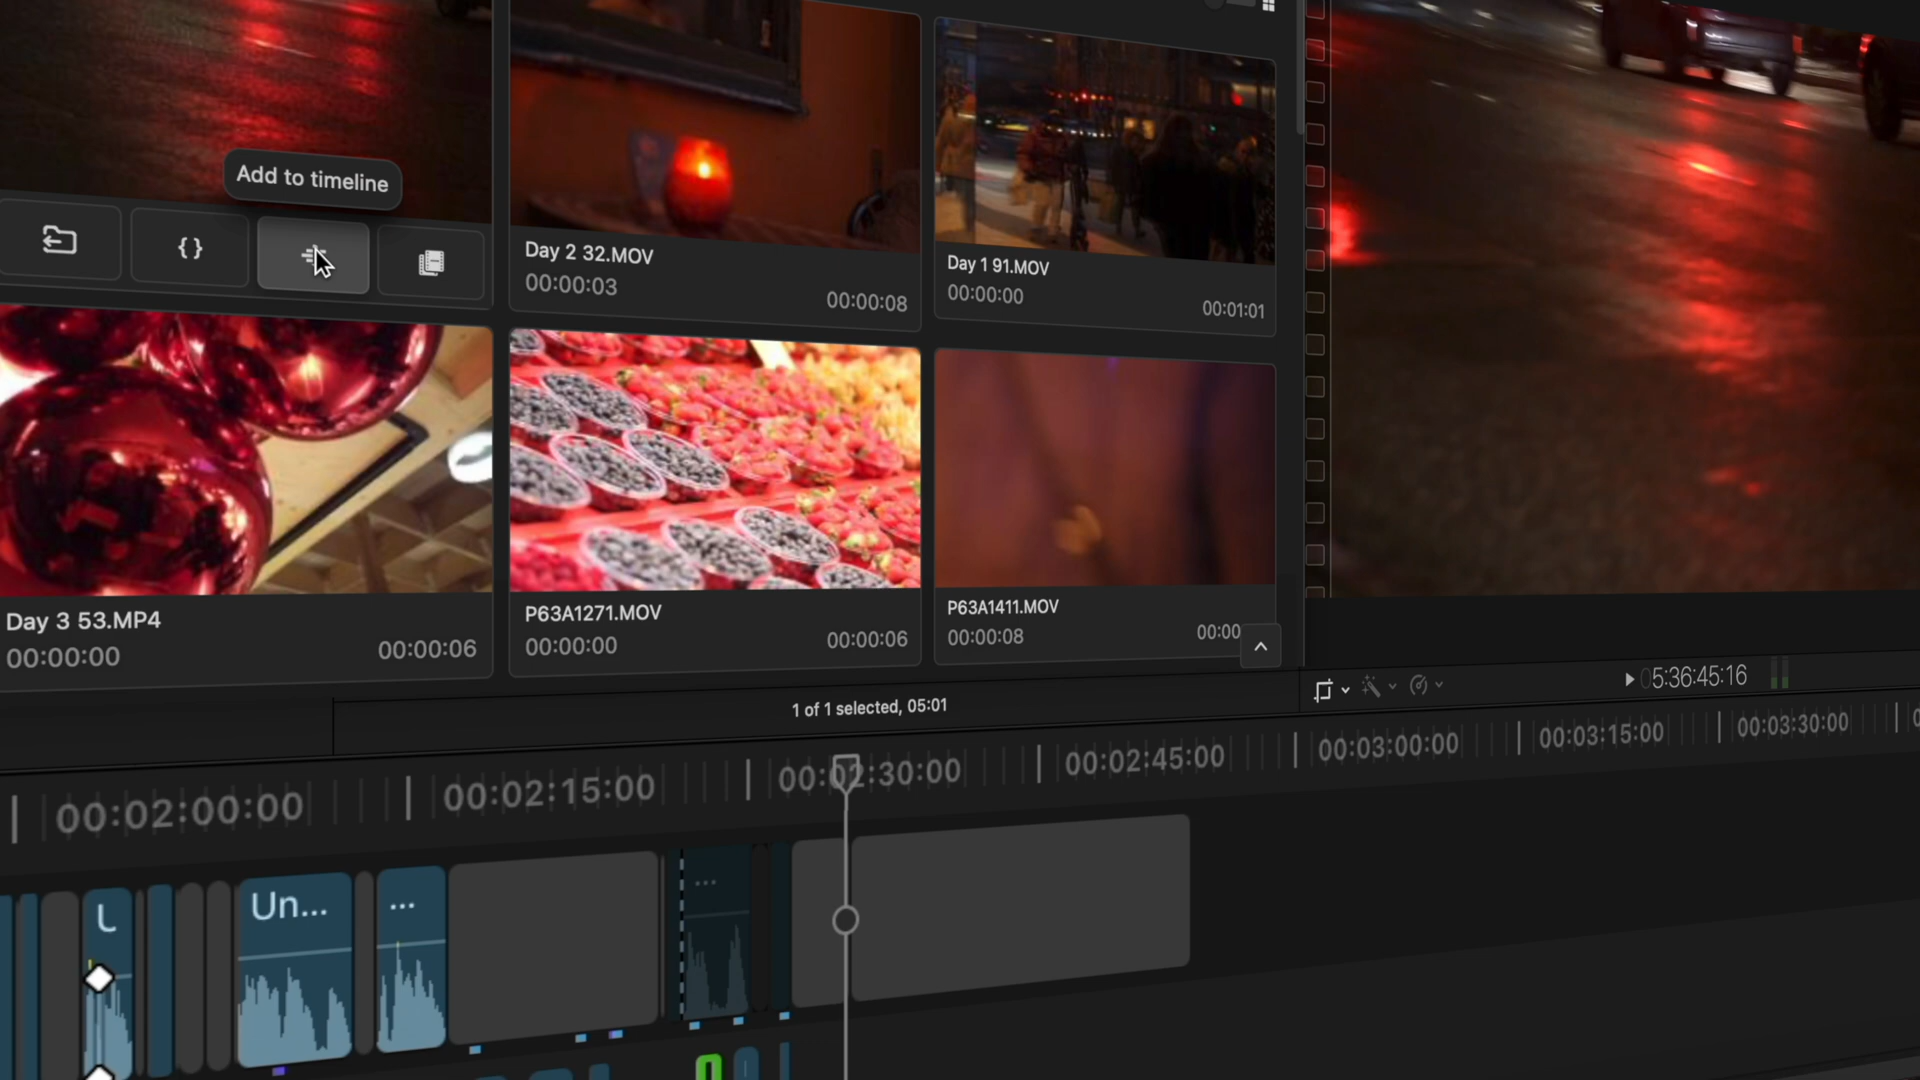 Add to timeline
{ }
Day 2 32.MOV
00:00:03
00:00:08
Day 1 91.MOV
00:00:00
00:01:01
Day 3 53.MP4
00:00:00
00:00:06
P63A1271.MOV
00:00:00
00:00:06
P63A1411.MOV
00:00:08
00:00
1 of 1 selected, 05:01
05:36:45:16
00:02:00:00
00:02:15:00
00:02:30:00
00:02:45:00
00:03:00:00
00:03:15:00
00:03:30:00
Un...
...
...